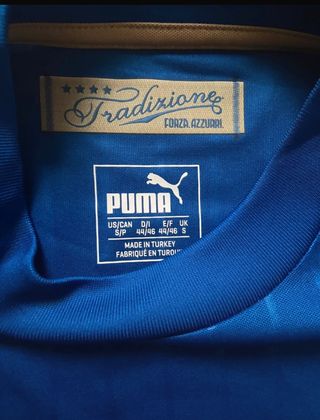 Tradizione
FORZA AZZURRI.
PUMA
US/CAN D/I E/F UK
S/P 44/46 44/46 S
MADE IN TURKEY
FABRIQUÉ EN TURQUIE